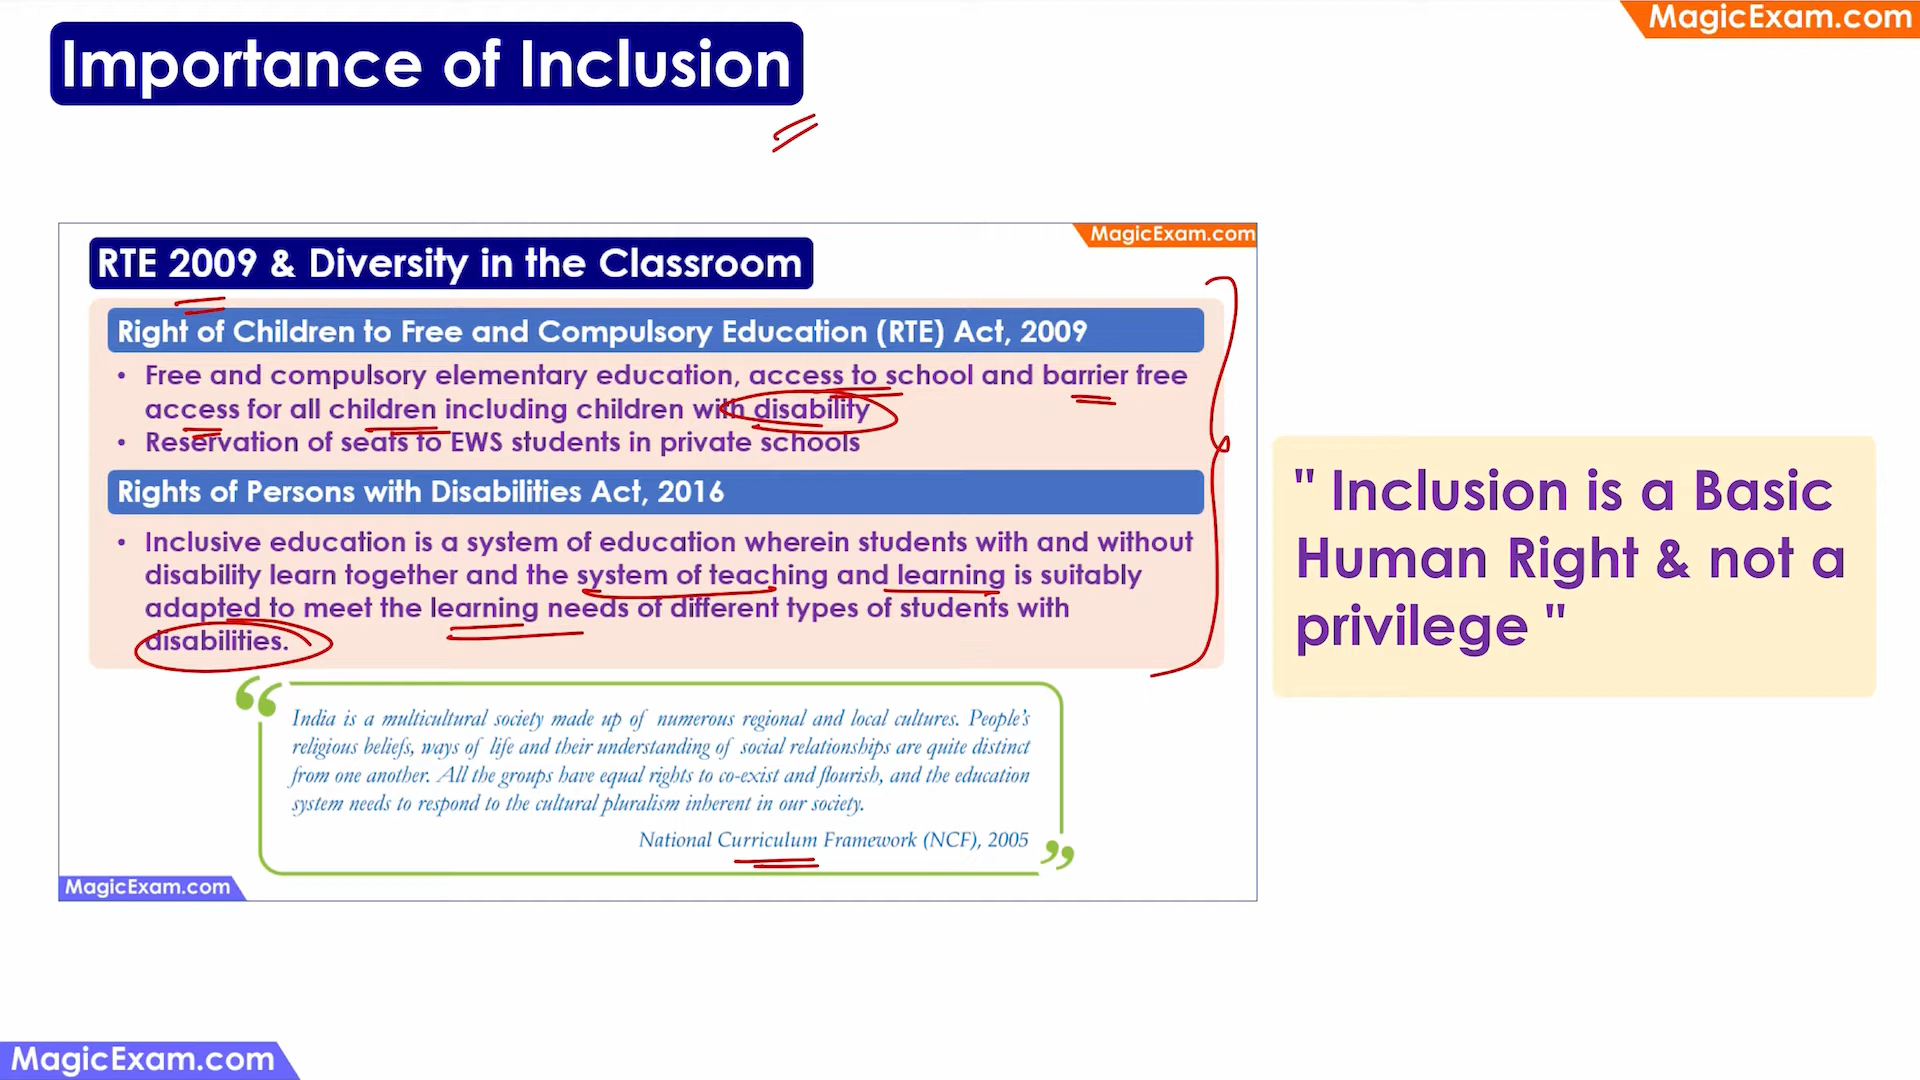 MagicExam.com
Importance of Inclusion
MagicExam.com
RTE 2009 & Diversity in the Classroom
Right of Children to Free and Compulsory Education (RTE) Act, 2009
• Free and compulsory elementary education, access to school and barrier free
access for all children including children with disability
• Reservation of seats to EWS students in private schools
Rights of Persons with Disabilities Act, 2016
• Inclusive education is a system of education wherein students with and without
disability learn together and the system of teaching and learning is suitably
adapted to meet the learning needs of different types of students with
disabilities.
" Inclusion is a Basic
Human Right & not a
privilege "
“ India is a multicultural society made up of numerous regional and local cultures. People’s
religious beliefs, ways of life and their understanding of social relationships are quite distinct
from one another. All the groups have equal rights to co-exist and flourish, and the education
system needs to respond to the cultural pluralism inherent in our society.
National Curriculum Framework (NCF), 2005 ”
MagicExam.com
MagicExam.com